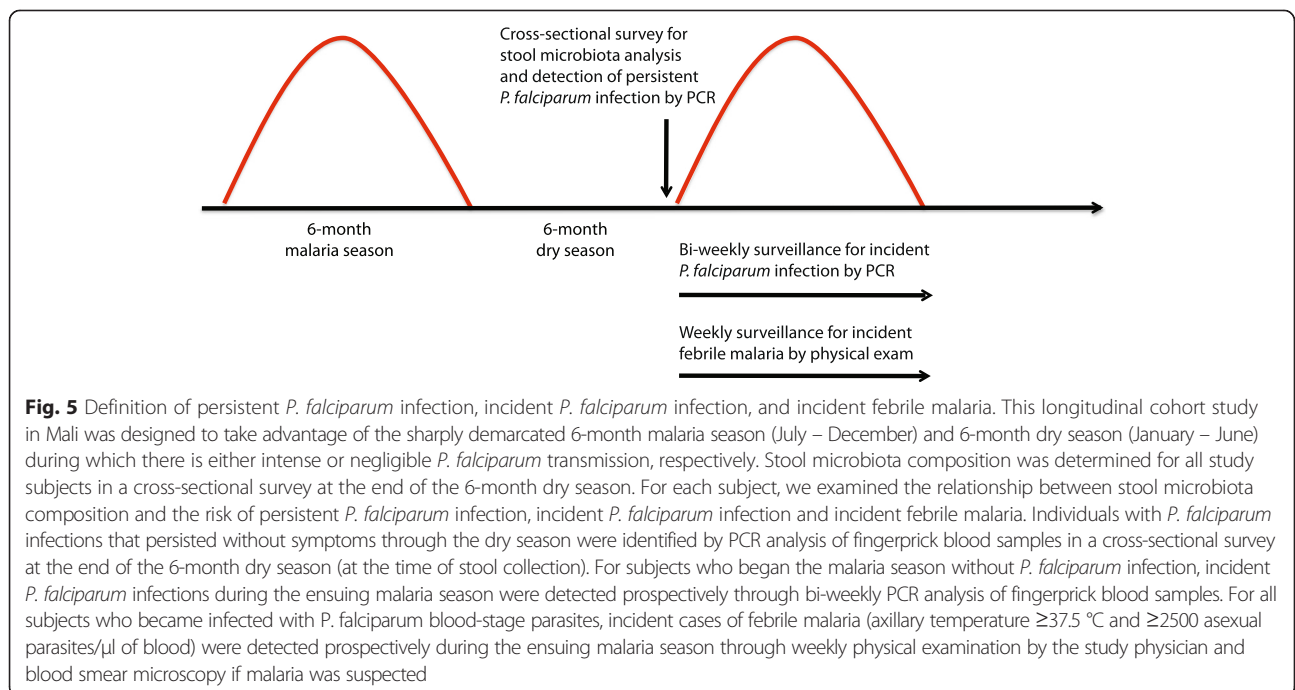 Cross-sectional survey for
stool microbiota analysis
and detection of persistent
P. falciparum infection by PCR
6-month
malaria season
6-month
dry season
Bi-weekly surveillance for incident
P. falciparum infection by PCR
Weekly surveillance for incident
febrile malaria by physical exam
Fig. 5 Definition of persistent P. falciparum infection, incident P. falciparum infection, and incident febrile malaria. This longitudinal cohort study
in Mali was designed to take advantage of the sharply demarcated 6-month malaria season (July – December) and 6-month dry season (January – June)
during which there is either intense or negligible P. falciparum transmission, respectively. Stool microbiota composition was determined for all study
subjects in a cross-sectional survey at the end of the 6-month dry season. For each subject, we examined the relationship between stool microbiota
composition and the risk of persistent P. falciparum infection, incident P. falciparum infection and incident febrile malaria. Individuals with P. falciparum
infections that persisted without symptoms through the dry season were identified by PCR analysis of fingerprick blood samples in a cross-sectional survey
at the end of the 6-month dry season (at the time of stool collection). For subjects who began the malaria season without P. falciparum infection, incident
P. falciparum infections during the ensuing malaria season were detected prospectively through bi-weekly PCR analysis of fingerprick blood samples. For all
subjects who became infected with P. falciparum blood-stage parasites, incident cases of febrile malaria (axillary temperature ≥37.5 °C and ≥2500 asexual
parasites/μl of blood) were detected prospectively during the ensuing malaria season through weekly physical examination by the study physician and
blood smear microscopy if malaria was suspected